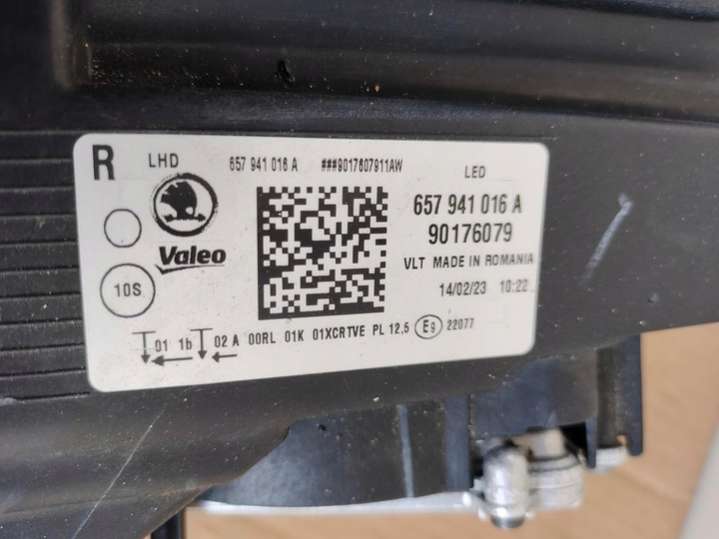 R LHD 657 941 016 A ###9017607911AW LED
657 941 016 A
90176079
Valeo
VLT MADE IN ROMANIA
10S
14/02/23 10:22
01 1b 02 A 00RL 01K 01XCRTVE PL 12,5 E9 22077